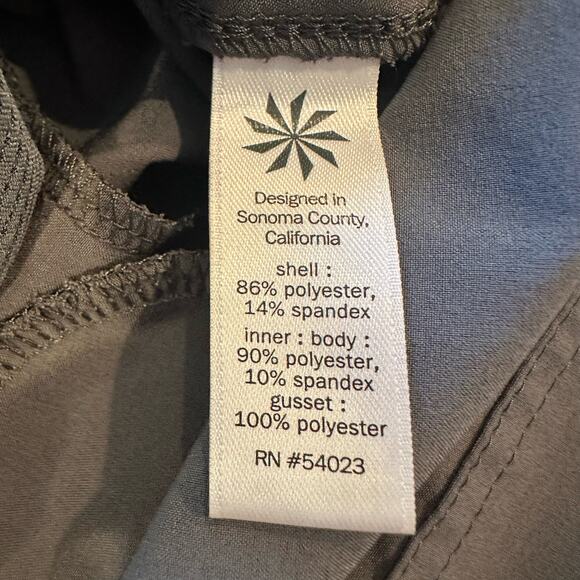 Designed in
Sonoma County,
California
shell :
86% polyester,
14% spandex
inner : body :
90% polyester,
10% spandex
gusset :
100% polyester
RN #54023